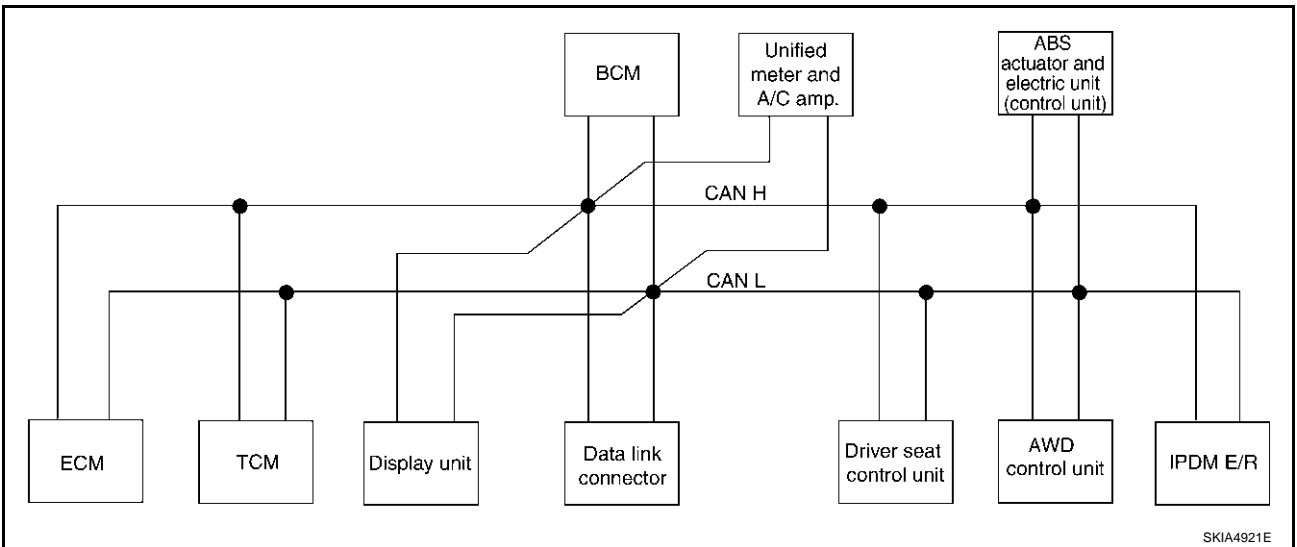 BCM
Unified
meter and
A/C amp.
ABS
actuator and
electric unit
(control unit)
CAN H
CAN L
ECM
TCM
Display unit
Data link
connector
Driver seat
control unit
AWD
control unit
IPDM E/R
SKIA4921E